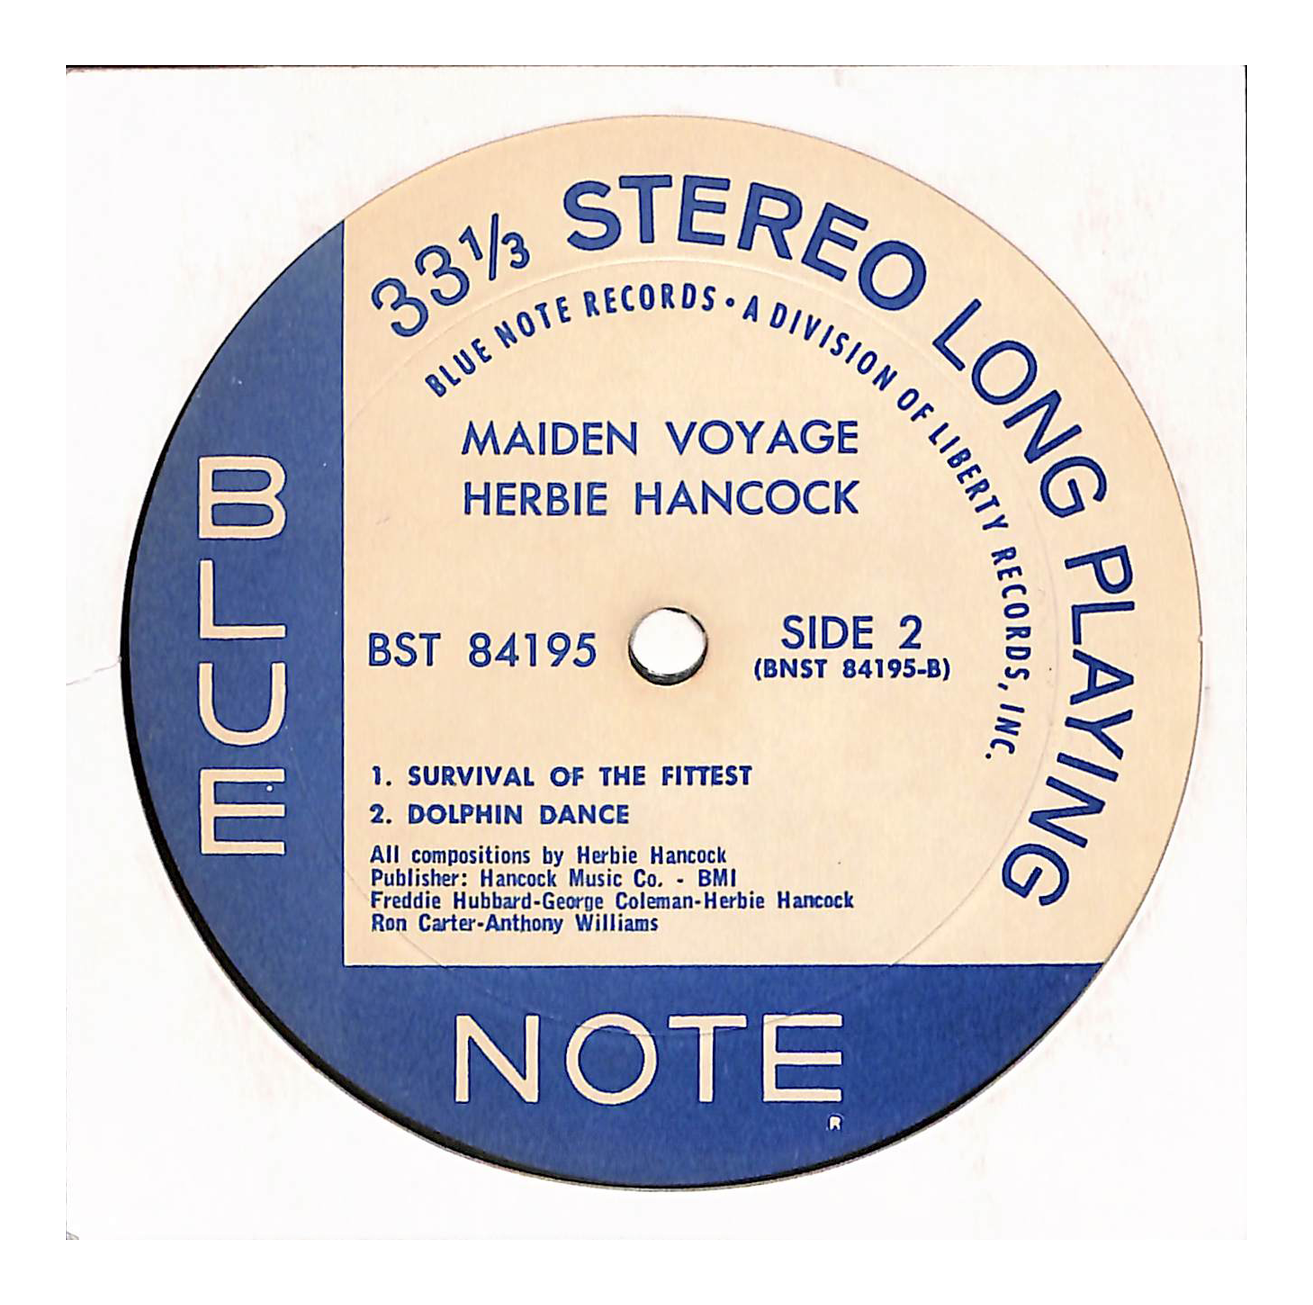 33⅓ STEREO LONG PLAYING
BLUE NOTE RECORDS • A DIVISION OF LIBERTY RECORDS, INC.
MAIDEN VOYAGE
HERBIE HANCOCK
BST 84195
SIDE 2
(BNST 84195-B)
1. SURVIVAL OF THE FITTEST
2. DOLPHIN DANCE
All compositions by Herbie Hancock
Publisher: Hancock Music Co. - BMI
Freddie Hubbard-George Coleman-Herbie Hancock
Ron Carter-Anthony Williams
BLUE
NOTE
®